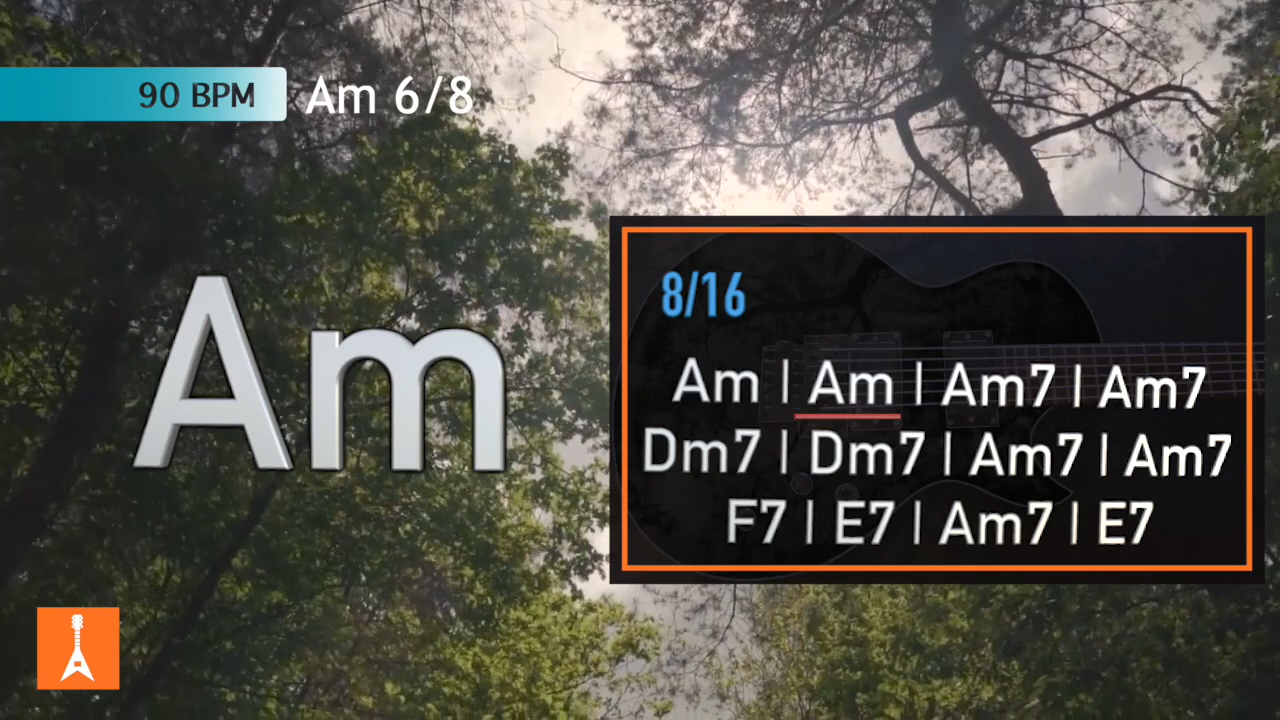 90 BPM Am 6/8
Am
8/16
Am | Am | Am7 | Am7
Dm7 | Dm7 | Am7 | Am7
F7 | E7 | Am7 | E7